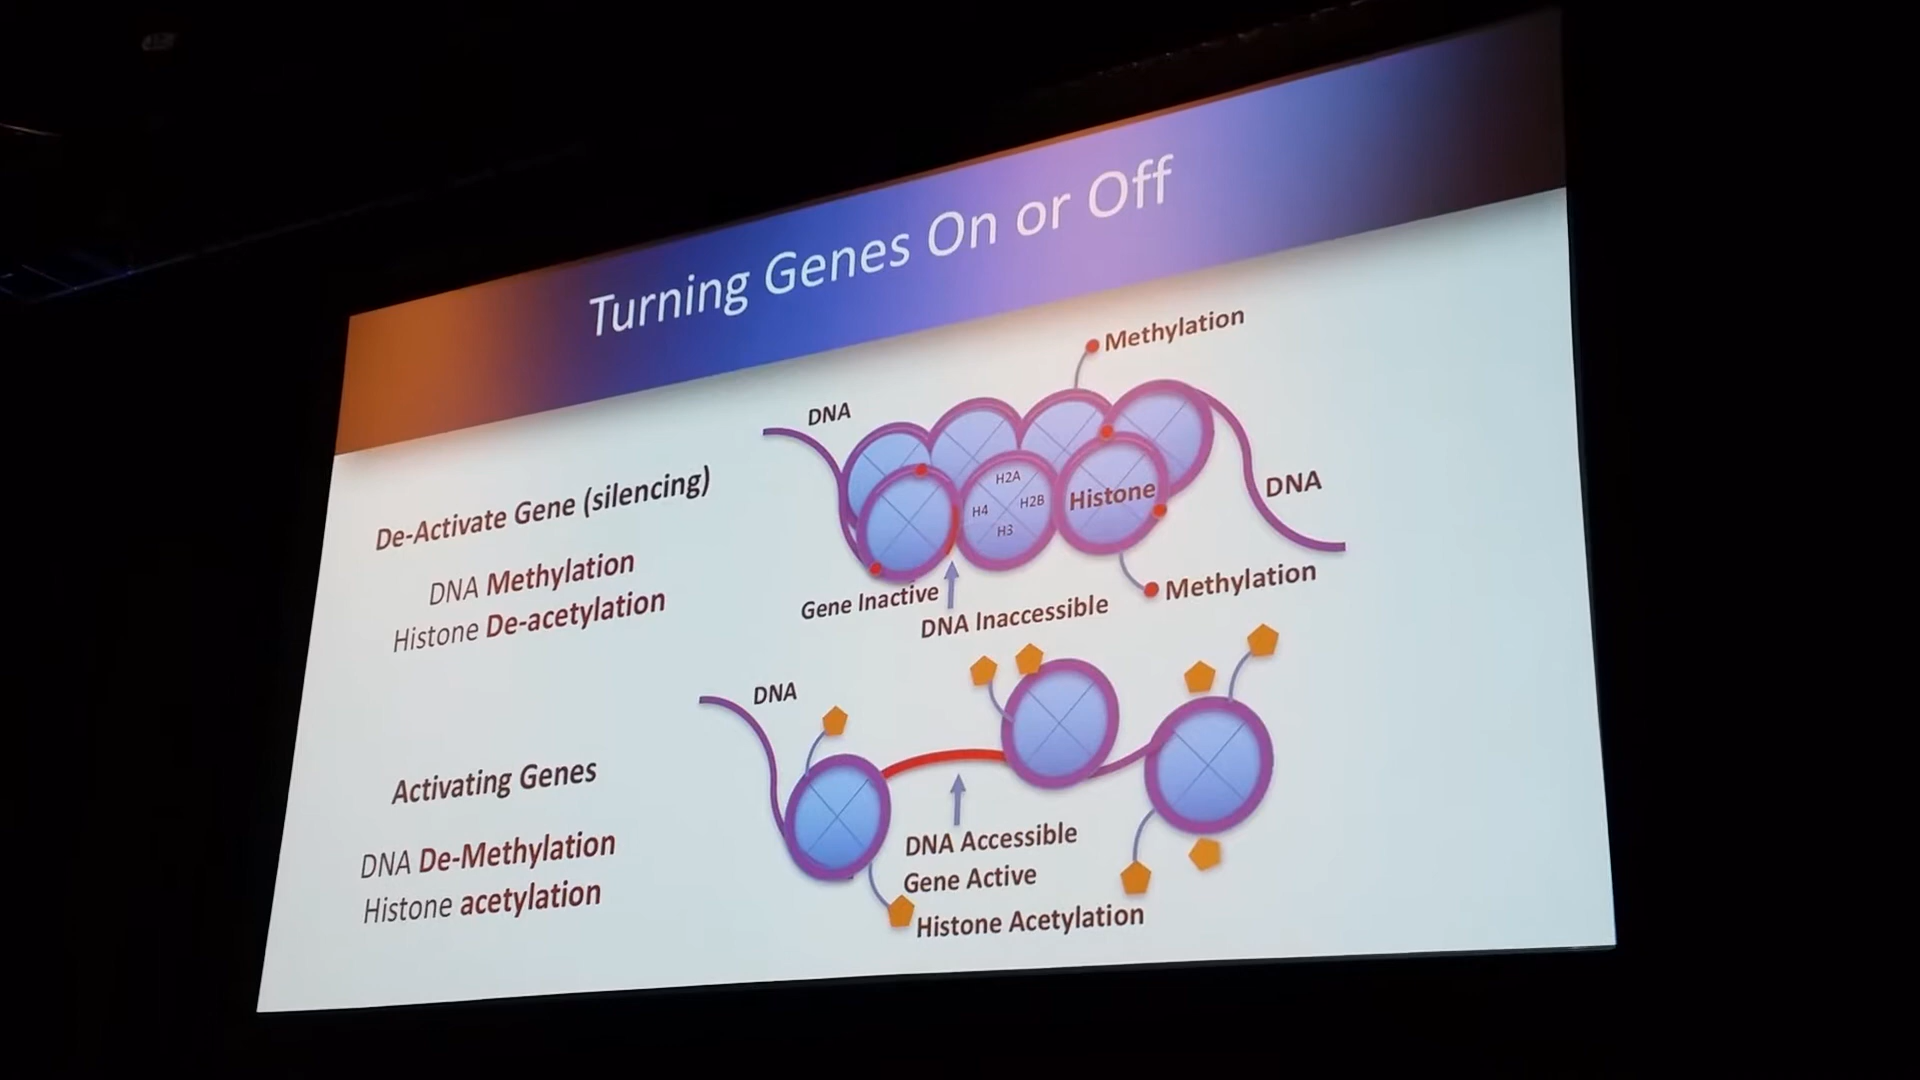 Turning Genes On or Off
De-Activate Gene (silencing)
DNA Methylation
Histone De-acetylation
Activating Genes
DNA De-Methylation
Histone acetylation
Methylation
DNA
H2A
H4
H2B
H3
Histone
DNA
Gene Inactive
Methylation
DNA Inaccessible
DNA
DNA Accessible
Gene Active
Histone Acetylation